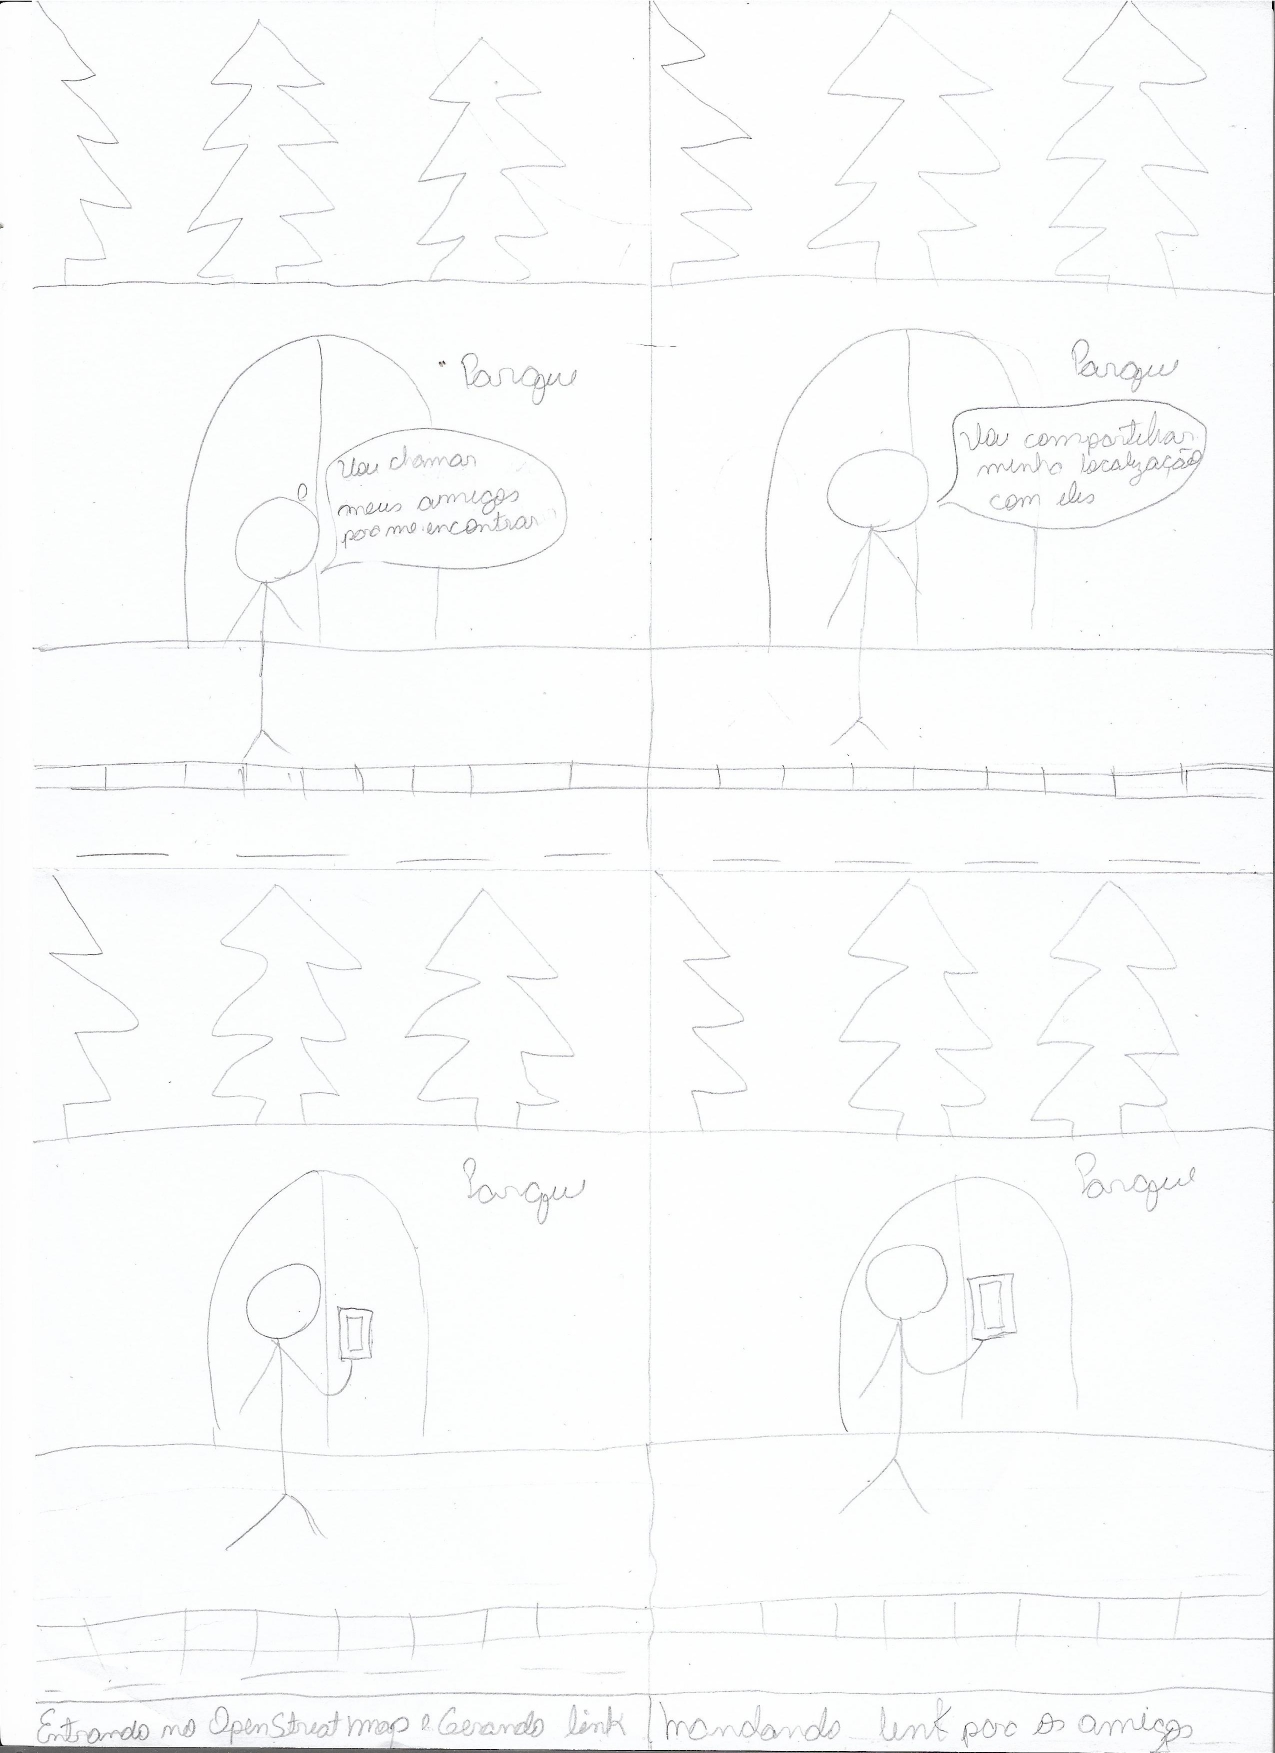 Parque
Vou chamar
meus amigos
para me encontrar
Parque
Vou compartilhar
minha localização
com eles
Parque
Parque
Entrando no OpenStreatmap e Gerando link
Mandando link para os amigos